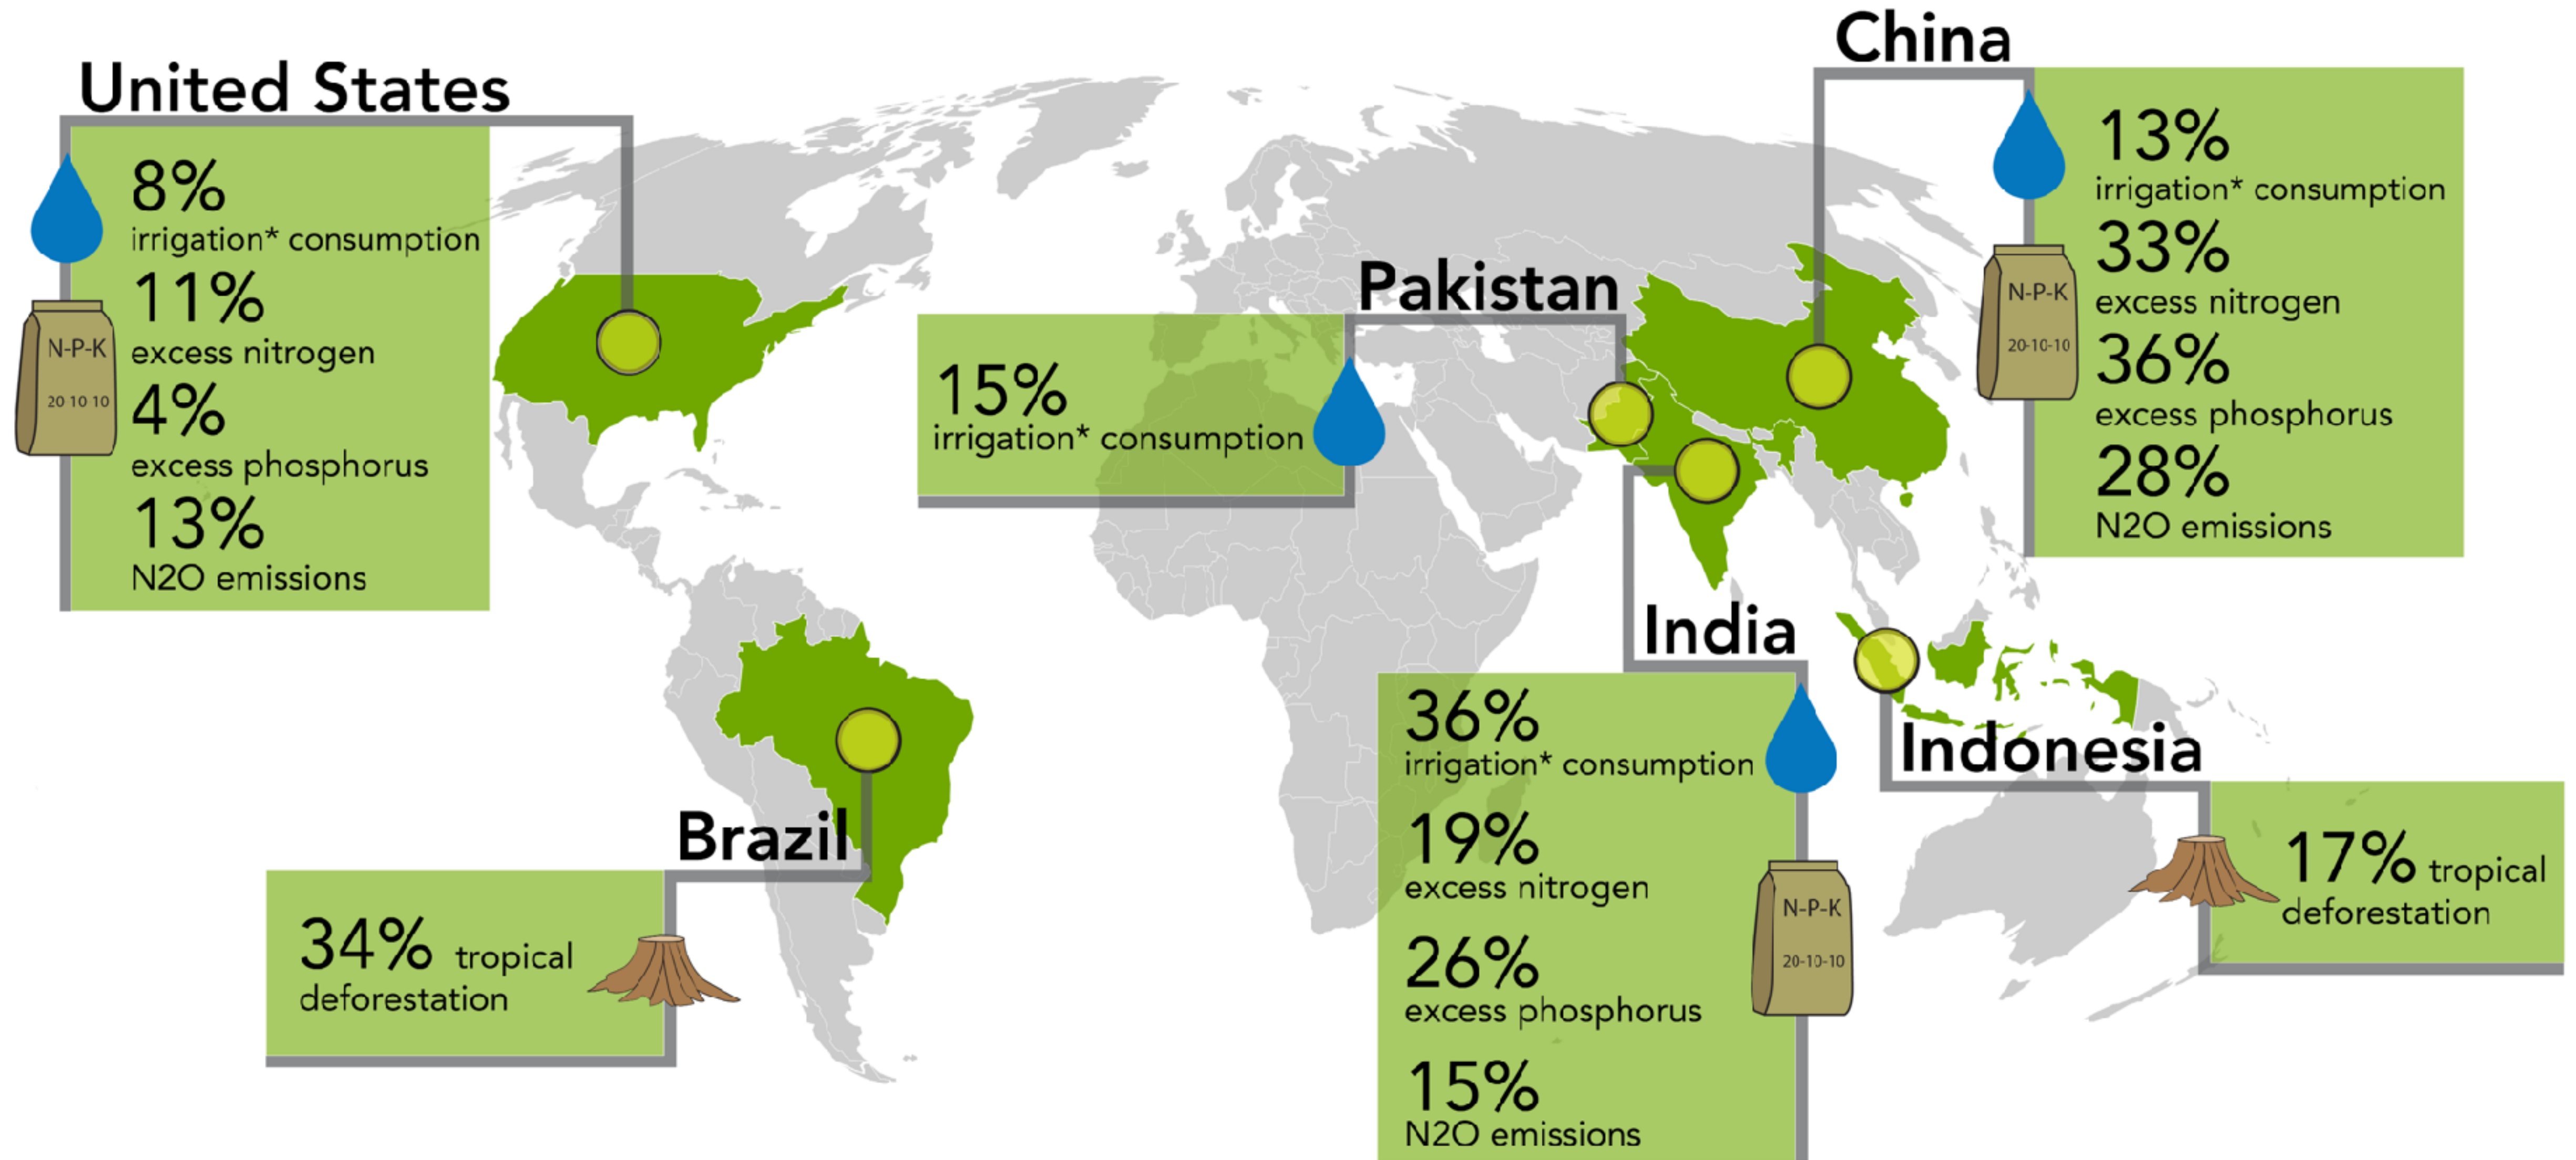 United States
8%
irrigation* consumption
11%
excess nitrogen
4%
excess phosphorus
13%
N2O emissions
N-P-K
20 10 10
China
13%
irrigation* consumption
33%
excess nitrogen
36%
excess phosphorus
28%
N2O emissions
N-P-K
20-10-10
Pakistan
15%
irrigation* consumption
India
36%
irrigation* consumption
19%
excess nitrogen
26%
excess phosphorus
15%
N2O emissions
N-P-K
20-10-10
Indonesia
17% tropical
deforestation
Brazil
34% tropical
deforestation